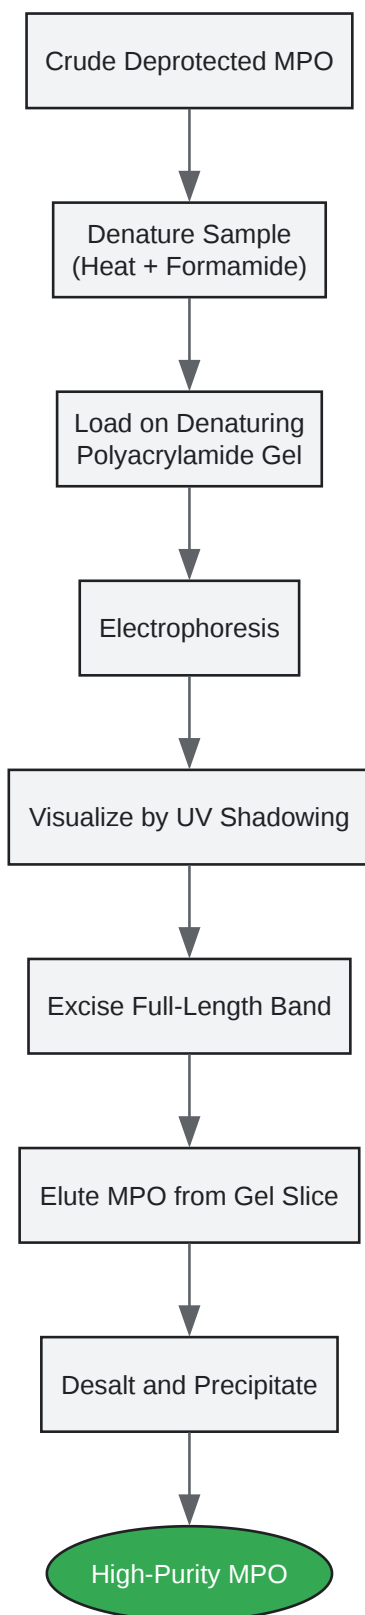 Crude Deprotected MPO
Denature Sample
(Heat + Formamide)
Load on Denaturing
Polyacrylamide Gel
Electrophoresis
Visualize by UV Shadowing
Excise Full-Length Band
Elute MPO from Gel Slice
Desalt and Precipitate
High-Purity MPO